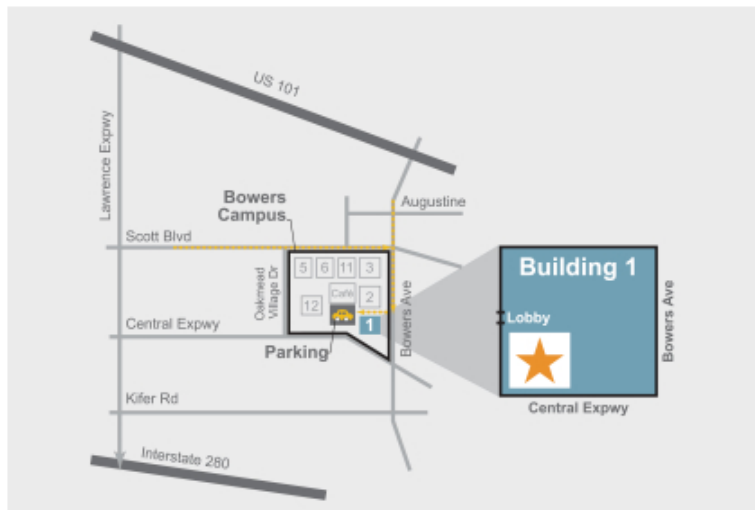 US 101
Lawrence Expwy
Bowers
Campus
Augustine
Scott Blvd
5
6
11
3
Oakmead
Village Dr
Café
2
12
1
Bowers Ave
Central Expwy
Parking
Kifer Rd
Interstate 280
Building 1
Lobby
Bowers Ave
Central Expwy